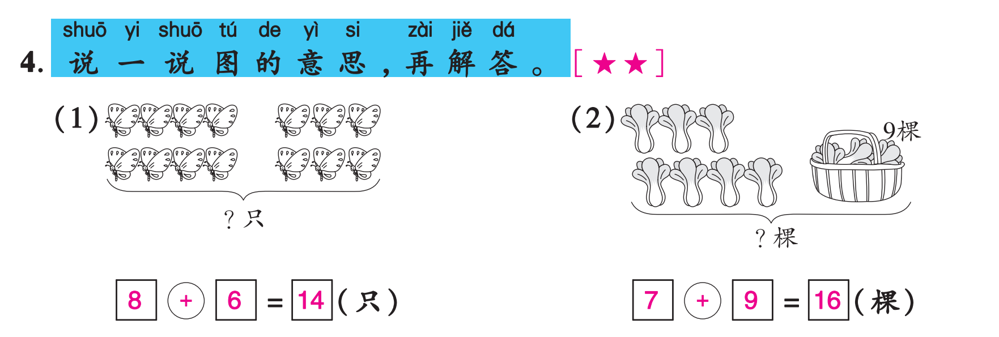 shuō yi shuō tú de yì si zài jiě dá
4. 说一说图的意思，再解答。[★★]
(1) (2)
9棵
?只
?棵
8 + 6 = 14 (只) 7 + 9 = 16 (棵)